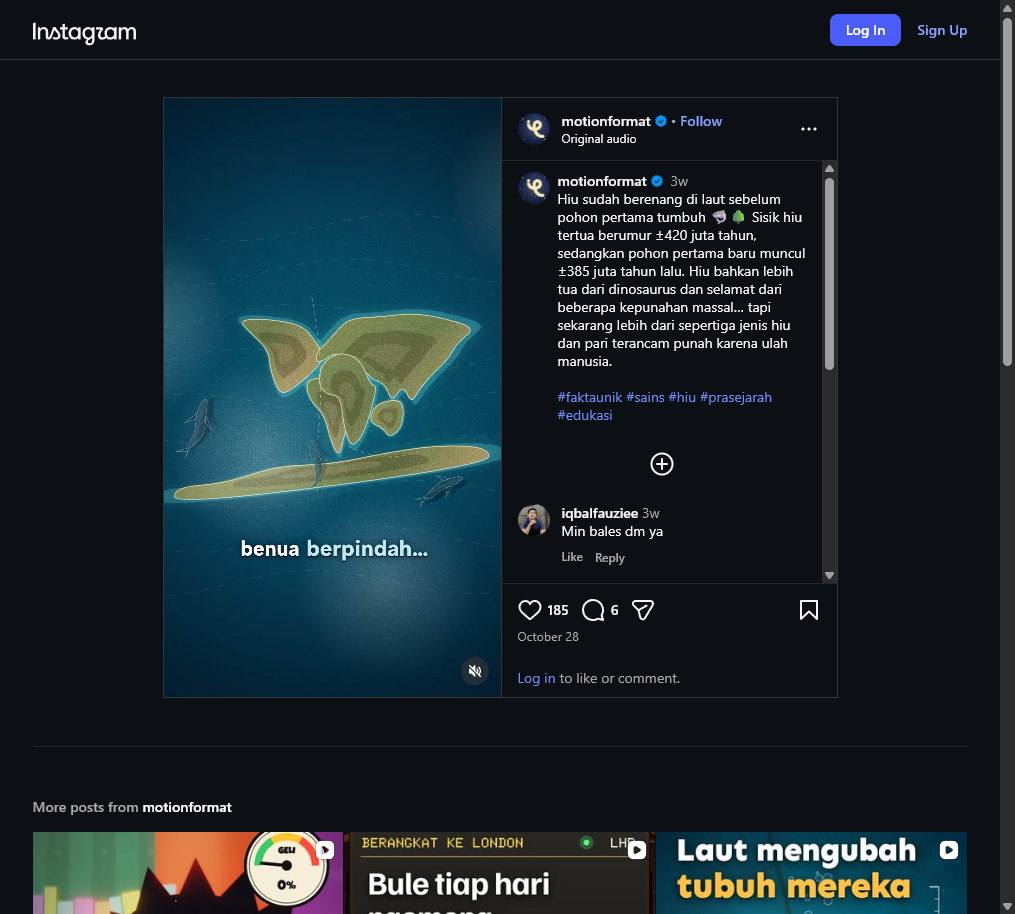 Instagram
Log In
Sign Up
benua berpindah...
motionformat • Follow
Original audio
motionformat 3w
Hiu sudah berenang di laut sebelum
pohon pertama tumbuh 🦈 🌳 Sisik hiu
tertua berumur ±420 juta tahun,
sedangkan pohon pertama baru muncul
±385 juta tahun lalu. Hiu bahkan lebih
tua dari dinosaurus dan selamat dari
beberapa kepunahan massal… tapi
sekarang lebih dari sepertiga jenis hiu
dan pari terancam punah karena ulah
manusia.
#faktaunik #sains #hiu #prasejarah
#edukasi
iqbalfauziee 3w
Min bales dm ya
Like Reply
185 6
October 28
Log in to like or comment.
More posts from motionformat
GELI
0%
BERANGKAT KE LONDON
Bule tiap hari
Laut mengubah
tubuh mereka